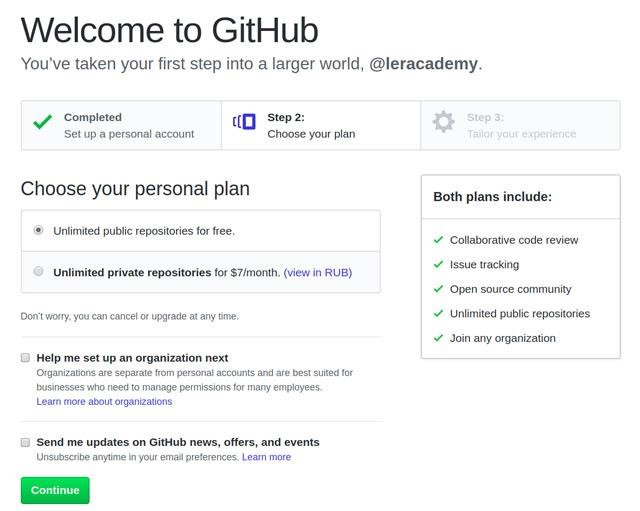 Welcome to GitHub
You've taken your first step into a larger world, @leracademy.
Completed
Set up a personal account
Step 2:
Choose your plan
Step 3:
Tailor your experience
Choose your personal plan
Unlimited public repositories for free.
Unlimited private repositories for $7/month. (view in RUB)
Don't worry, you can cancel or upgrade at any time.
Help me set up an organization next
Organizations are separate from personal accounts and are best suited for
businesses who need to manage permissions for many employees.
Learn more about organizations
Send me updates on GitHub news, offers, and events
Unsubscribe anytime in your email preferences. Learn more
Continue
Both plans include:
Collaborative code review
Issue tracking
Open source community
Unlimited public repositories
Join any organization